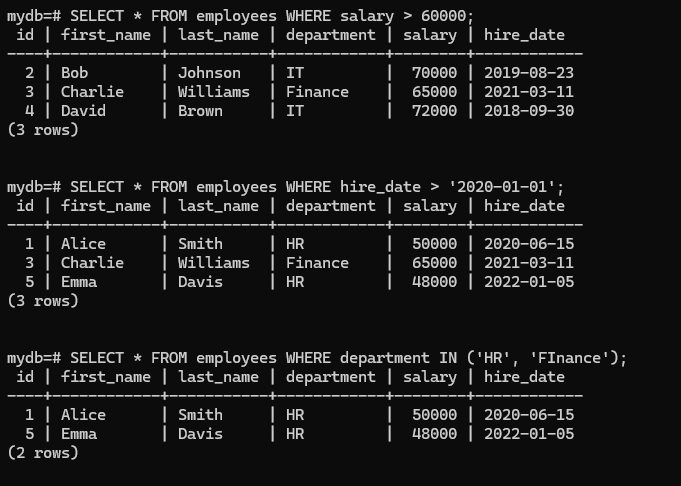 mydb=# SELECT * FROM employees WHERE salary > 60000;
 id | first_name | last_name | department | salary | hire_date
----+------------+-----------+------------+--------+------------
  2 | Bob        | Johnson   | IT         |  70000 | 2019-08-23
  3 | Charlie    | Williams  | Finance    |  65000 | 2021-03-11
  4 | David      | Brown     | IT         |  72000 | 2018-09-30
(3 rows)

mydb=# SELECT * FROM employees WHERE hire_date > '2020-01-01';
 id | first_name | last_name | department | salary | hire_date
----+------------+-----------+------------+--------+------------
  1 | Alice      | Smith     | HR         |  50000 | 2020-06-15
  3 | Charlie    | Williams  | Finance    |  65000 | 2021-03-11
  5 | Emma       | Davis     | HR         |  48000 | 2022-01-05
(3 rows)

mydb=# SELECT * FROM employees WHERE department IN ('HR', 'FInance');
 id | first_name | last_name | department | salary | hire_date
----+------------+-----------+------------+--------+------------
  1 | Alice      | Smith     | HR         |  50000 | 2020-06-15
  5 | Emma       | Davis     | HR         |  48000 | 2022-01-05
(2 rows)